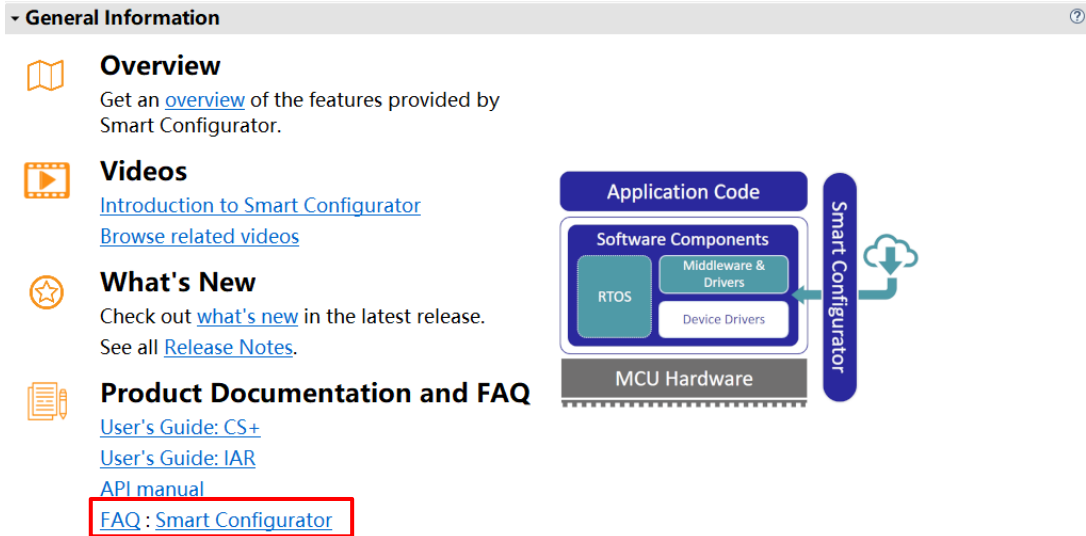 General Information
Overview
Get an overview of the features provided by
Smart Configurator.
Videos
Introduction to Smart Configurator
Browse related videos
What's New
Check out what's new in the latest release.
See all Release Notes.
Product Documentation and FAQ
User's Guide: CS+
User's Guide: IAR
API manual
FAQ : Smart Configurator
Application Code
Software Components
RTOS
Middleware &
Drivers
Device Drivers
MCU Hardware
Smart Configurator